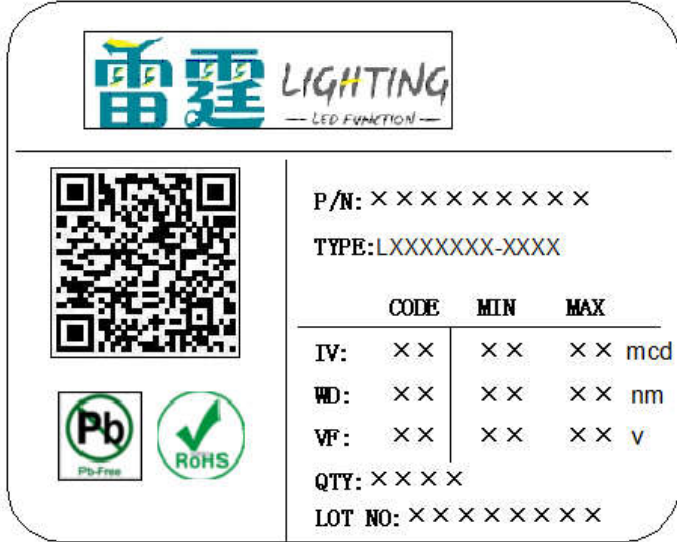 雷霆 LIGHTING
LED FUNCTION
P/N: × × × × × × × × ×
TYPE:LXXXXXXX-XXXX
CODE MIN MAX
IV: ×× ×× ×× mcd
WD: ×× ×× ×× nm
VF: ×× ×× ×× v
Pb
Pb-Free
RoHS
QTY: ××××
LOT NO: ××××××××